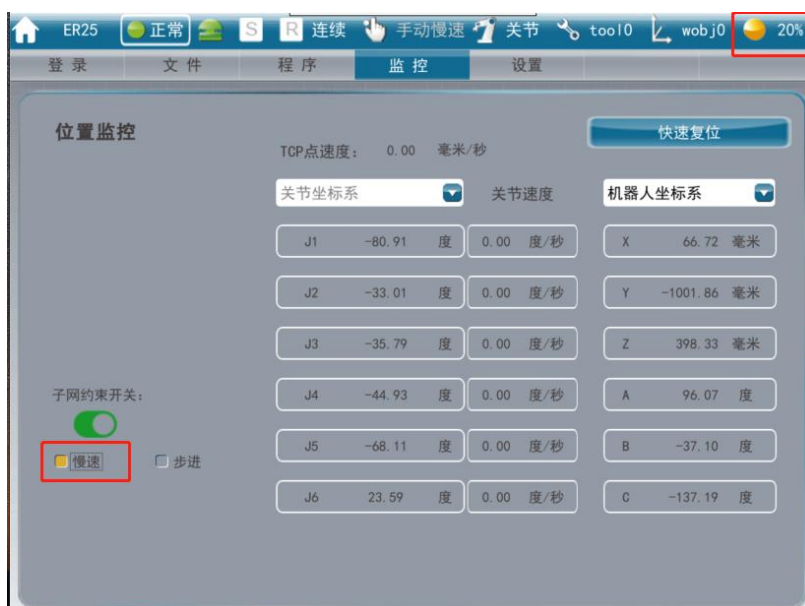 ER25 正常 S R 连续 手动慢速 关节 tool0 wobj0 20%
登录 文件 程序 监控 设置
位置监控
快速复位
TCP点速度： 0.00 毫米/秒
关节坐标系 关节速度 机器人坐标系
J1 -80.91 度 0.00 度/秒 X 66.72 毫米
J2 -33.01 度 0.00 度/秒 Y -1001.86 毫米
J3 -35.79 度 0.00 度/秒 Z 398.33 毫米
子网约束开关：
J4 -44.93 度 0.00 度/秒 A 96.07 度
J5 -68.11 度 0.00 度/秒 B -37.10 度
慢速 步进
J6 23.59 度 0.00 度/秒 C -137.19 度